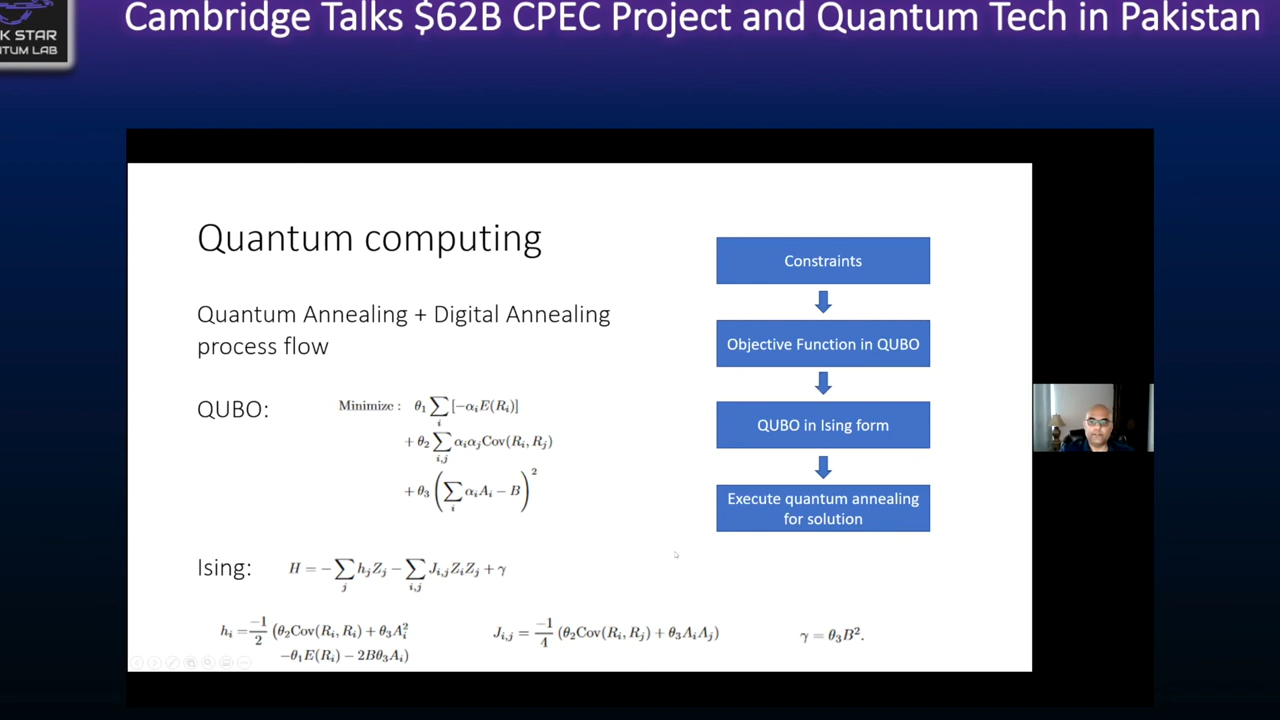 Cambridge Talks $62B CPEC Project and Quantum Tech in Pakistan
K STAR
NTUM LAB
Quantum computing
Quantum Annealing + Digital Annealing
process flow
QUBO:
Minimize : θ₁ ∑ᵢ [−αᵢE(Rᵢ)]
+ θ₂ ∑ᵢ,ⱼ αᵢαⱼCov(Rᵢ, Rⱼ)
+ θ₃ (∑ᵢ αᵢAᵢ − B)²
Ising:
H = − ∑ⱼ hⱼZⱼ − ∑ᵢ,ⱼ Jᵢ,ⱼZᵢZⱼ + γ
hᵢ = −1/2 (θ₂Cov(Rᵢ, Rᵢ) + θ₃Aᵢ²
−θ₁E(Rᵢ) − 2Bθ₃Aᵢ)
Jᵢ,ⱼ = −1/4 (θ₂Cov(Rᵢ, Rⱼ) + θ₃AᵢAⱼ)
γ = θ₃B².
Constraints
Objective Function in QUBO
QUBO in Ising form
Execute quantum annealing
for solution